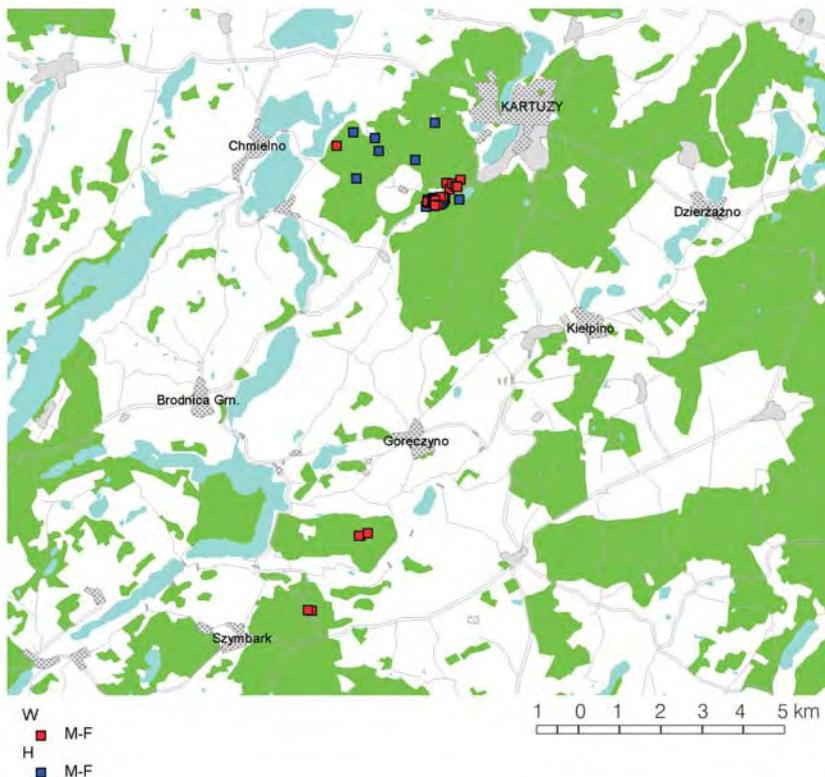 KARTUZY
Chmielno
Dzierżążno
Kiełpino
Brodnica Grn.
Goręczyno
Szymbark
W
M-F
H
M-F
1 0 1 2 3 4 5 km